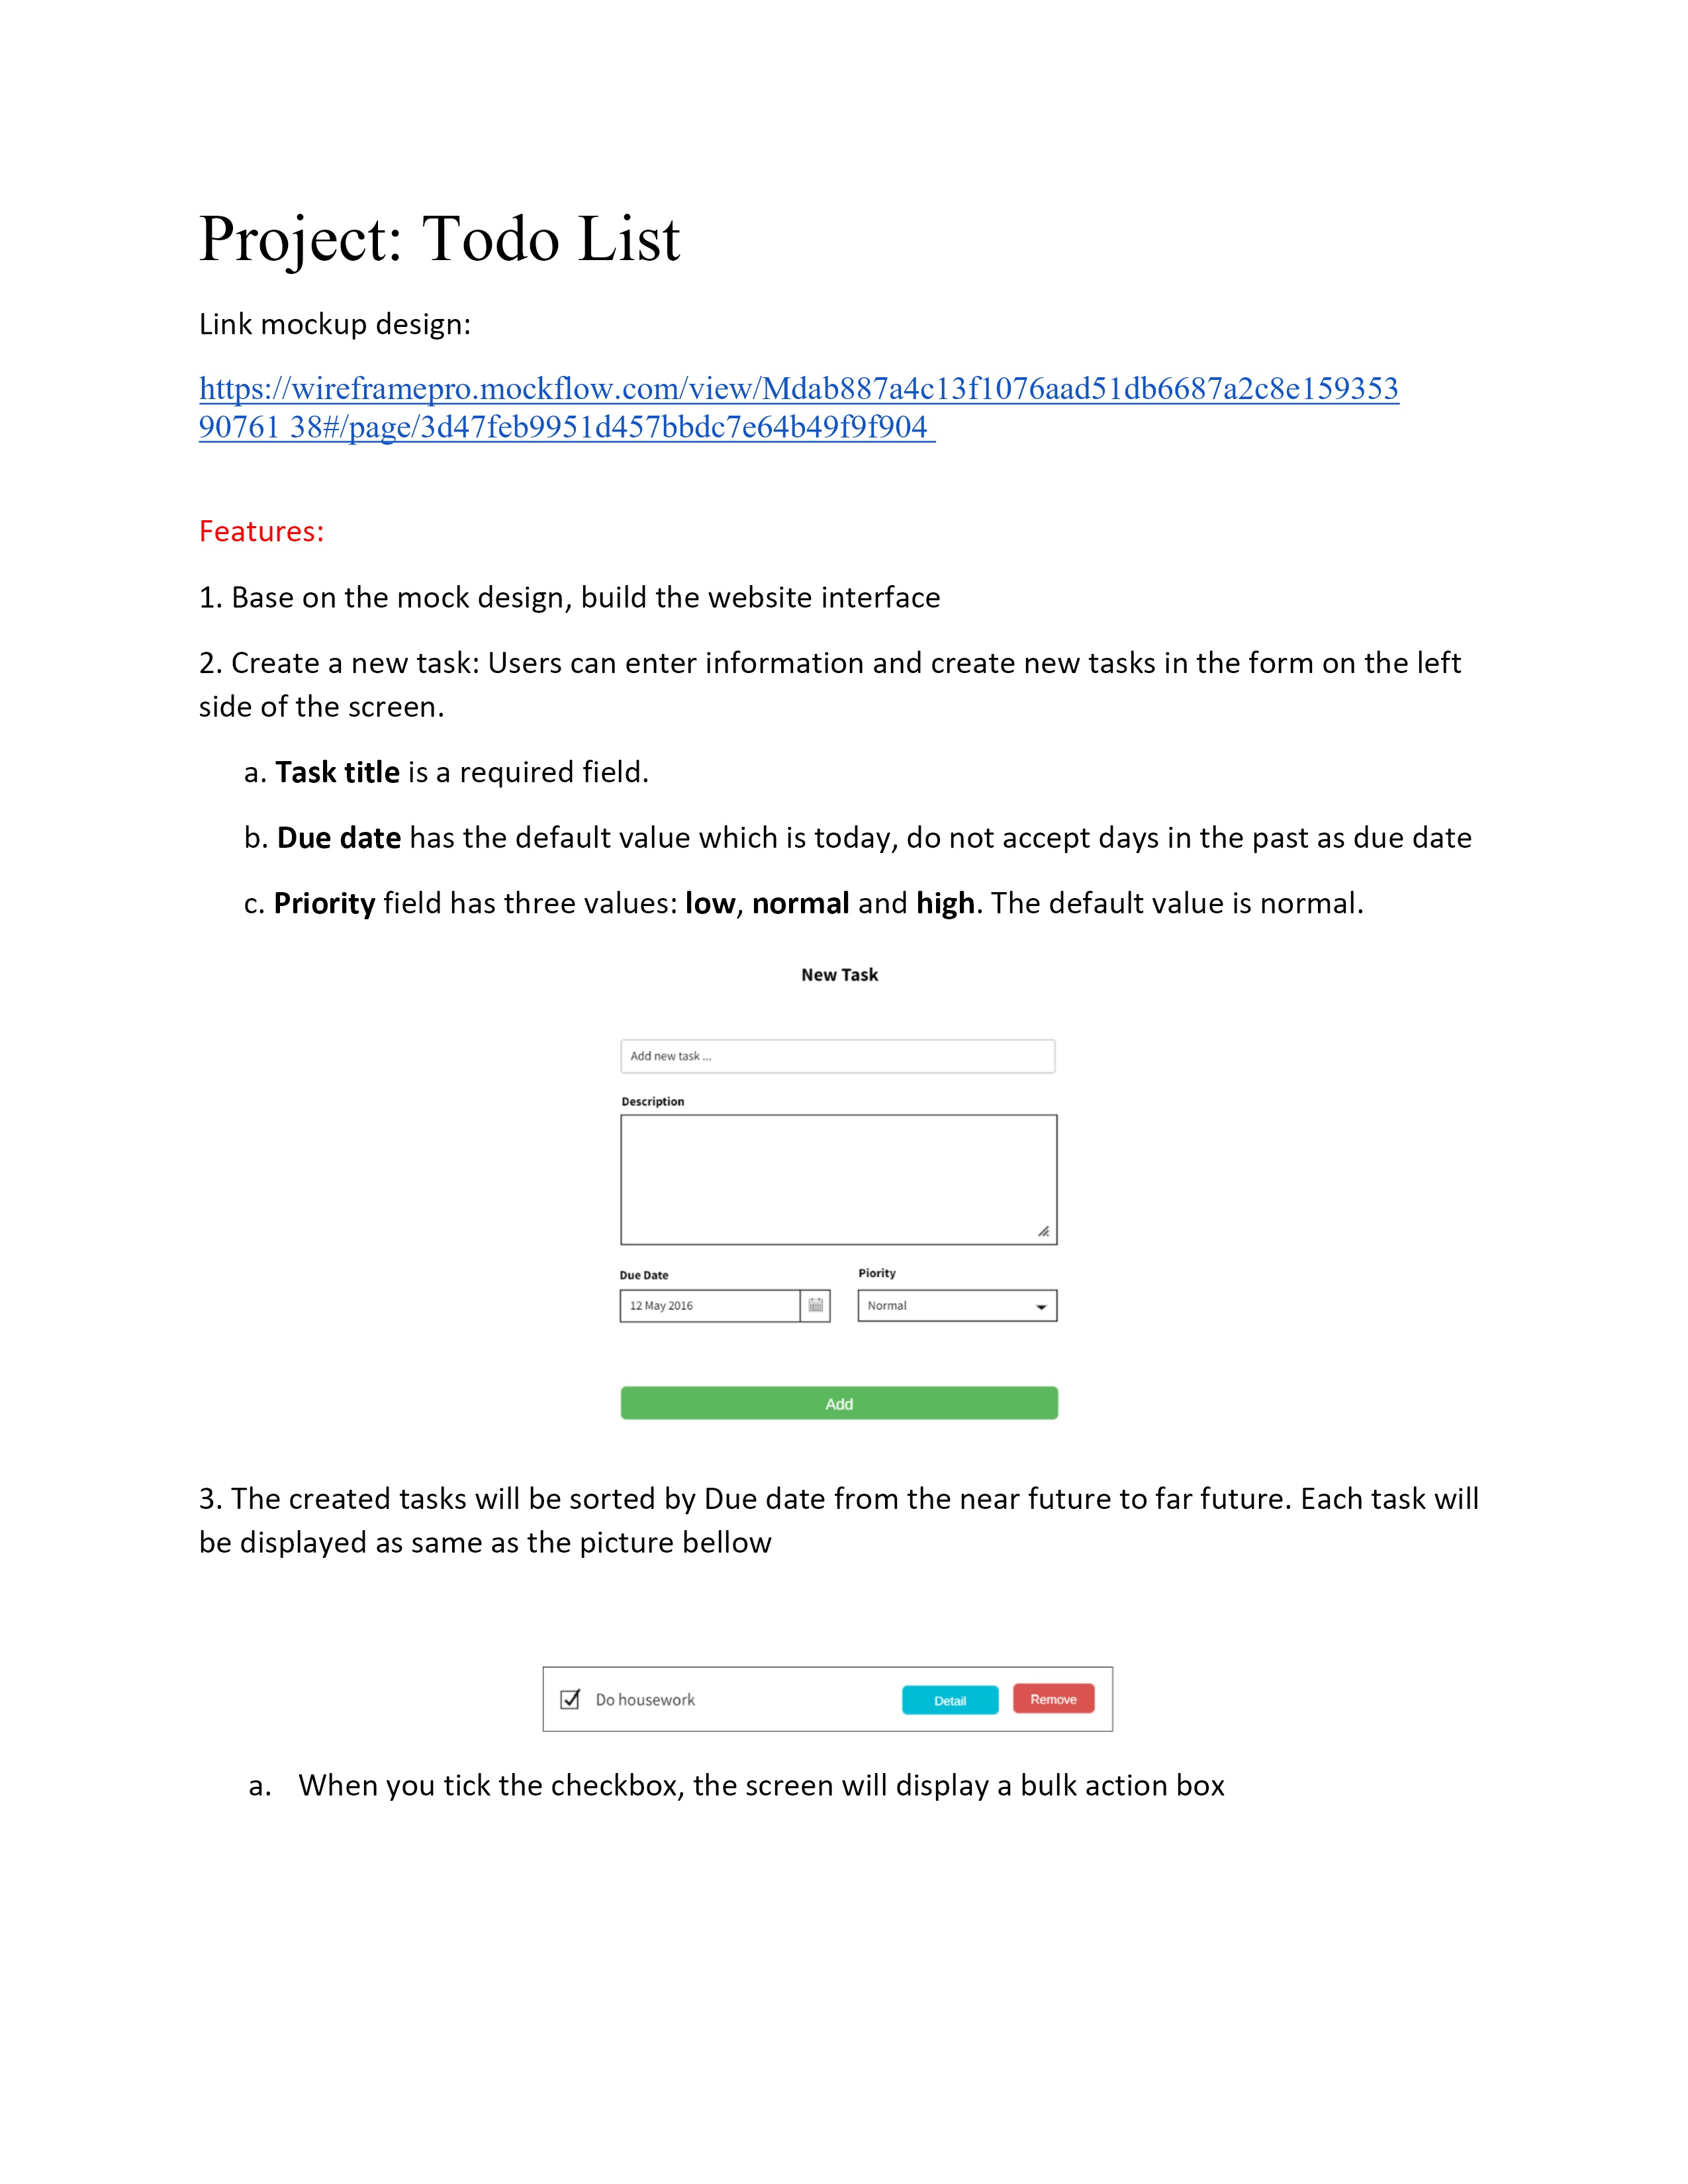 Project: Todo List
Link mockup design:
https://wireframepro.mockflow.com/view/Mdab887a4c13f1076aad51db6687a2c8e159353
90761 38#/page/3d47feb9951d457bbdc7e64b49f9f904
Features:
1. Base on the mock design, build the website interface
2. Create a new task: Users can enter information and create new tasks in the form on the left
side of the screen.
a. Task title is a required field.
b. Due date has the default value which is today, do not accept days in the past as due date
c. Priority field has three values: low, normal and high. The default value is normal.
New Task
Add new task ...
Description
Due Date
Piority
12 May 2016
Normal
Add
3. The created tasks will be sorted by Due date from the near future to far future. Each task will
be displayed as same as the picture bellow
Do housework
Detail
Remove
a. When you tick the checkbox, the screen will display a bulk action box